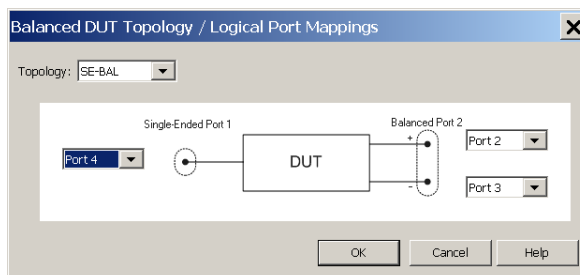 Balanced DUT Topology / Logical Port Mappings
Topology: SE-BAL
Single-Ended Port 1 Balanced Port 2
Port 4 DUT + Port 2
- Port 3
OK Cancel Help